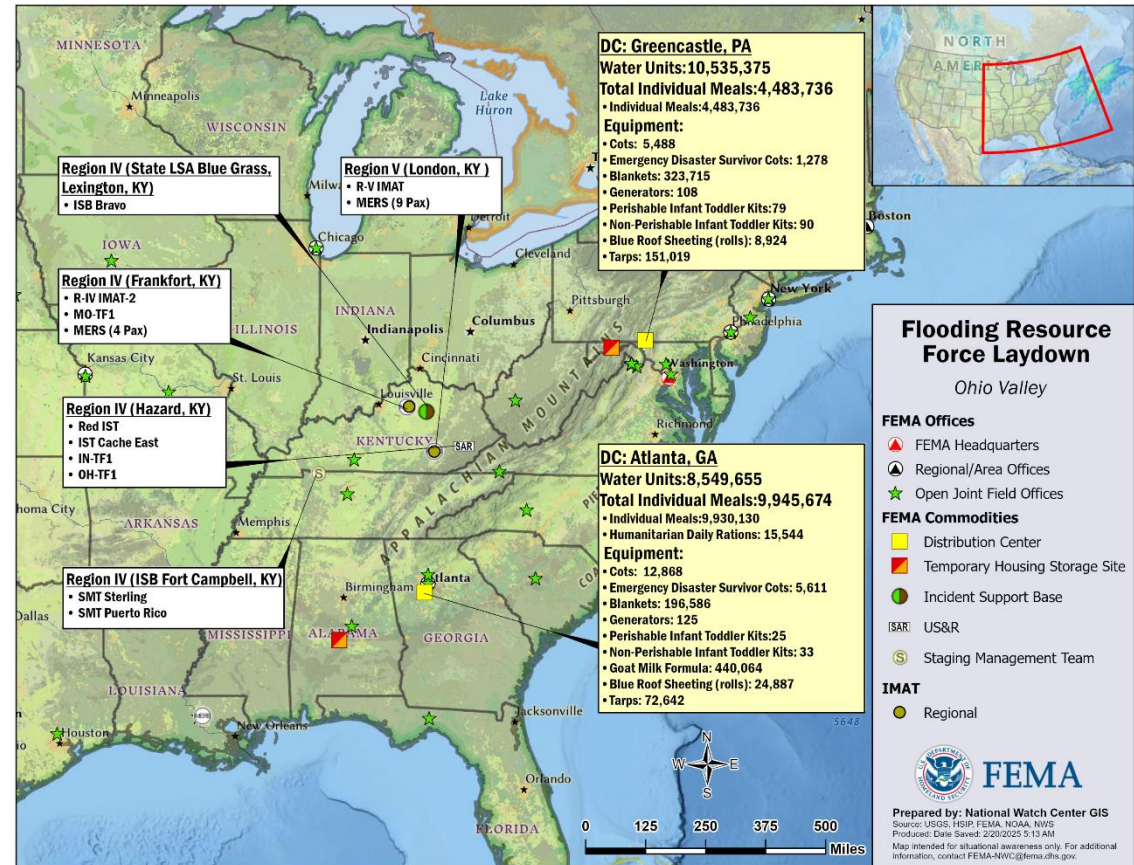 MINNESOTA
Minneapolis
WISCONSIN
Lake
Huron
NORTH
AMERICA
DC: Greencastle, PA
Water Units:10,535,375
Total Individual Meals:4,483,736
• Individual Meals:4,483,736
Equipment:
• Cots: 5,488
• Emergency Disaster Survivor Cots: 1,278
• Blankets: 323,715
• Generators: 108
• Perishable Infant Toddler Kits:79
• Non-Perishable Infant Toddler Kits: 90
• Blue Roof Sheeting (rolls): 8,924
• Tarps: 151,019
Region IV (State LSA Blue Grass,
Lexington, KY)
• ISB Bravo
Region V (London, KY )
• R-V IMAT
• MERS (9 Pax)
Milwa
Detroit
Boston
Chicago
IOWA
Cleveland
Region IV (Frankfort, KY)
• R-IV IMAT-2
• MO-TF1
• MERS (4 Pax)
Pittsburgh
New York
Philadelphia
INDIANA
Indianapolis
Columbus
ILLINOIS
Kansas City
St. Louis
Cincinnati
Washington
Louisville
Richmond
KENTUCKY
SAR
APPALACHIAN MOUNTAINS
Region IV (Hazard, KY)
• Red IST
• IST Cache East
• IN-TF1
• OH-TF1
S
DC: Atlanta, GA
Water Units:8,549,655
Total Individual Meals:9,945,674
• Individual Meals:9,930,130
• Humanitarian Daily Rations: 15,544
Equipment:
• Cots: 12,868
• Emergency Disaster Survivor Cots: 5,611
• Blankets: 196,586
• Generators: 125
• Perishable Infant Toddler Kits:25
• Non-Perishable Infant Toddler Kits: 33
• Goat Milk Formula: 440,064
• Blue Roof Sheeting (rolls): 24,887
• Tarps: 72,642
homa City
ARKANSAS
Memphis
PIE
COA
Region IV (ISB Fort Campbell, KY)
• SMT Sterling
• SMT Puerto Rico
Birmingham
Atlanta
Dallas
MISSISSIPPI
ALABAMA
GEORGIA
LOUISIANA
MERS
New Orleans
Houston
Jacksonville
5648
Orlando
FLORIDA
N
W
E
S
0 125 250 375 500
Miles
Flooding Resource
Force Laydown
Ohio Valley
FEMA Offices
FEMA Headquarters
Regional/Area Offices
Open Joint Field Offices
FEMA Commodities
Distribution Center
Temporary Housing Storage Site
Incident Support Base
SAR US&R
S Staging Management Team
IMAT
Regional
FEMA
Prepared by: National Watch Center GIS
Source: USGS, HSIP, FEMA, NOAA, NWS
Produced: Date Saved: 2/20/2025 5:13 AM
Map intended for situational awareness only. For additional
information, contact FEMA-NWC@fema.dhs.gov.